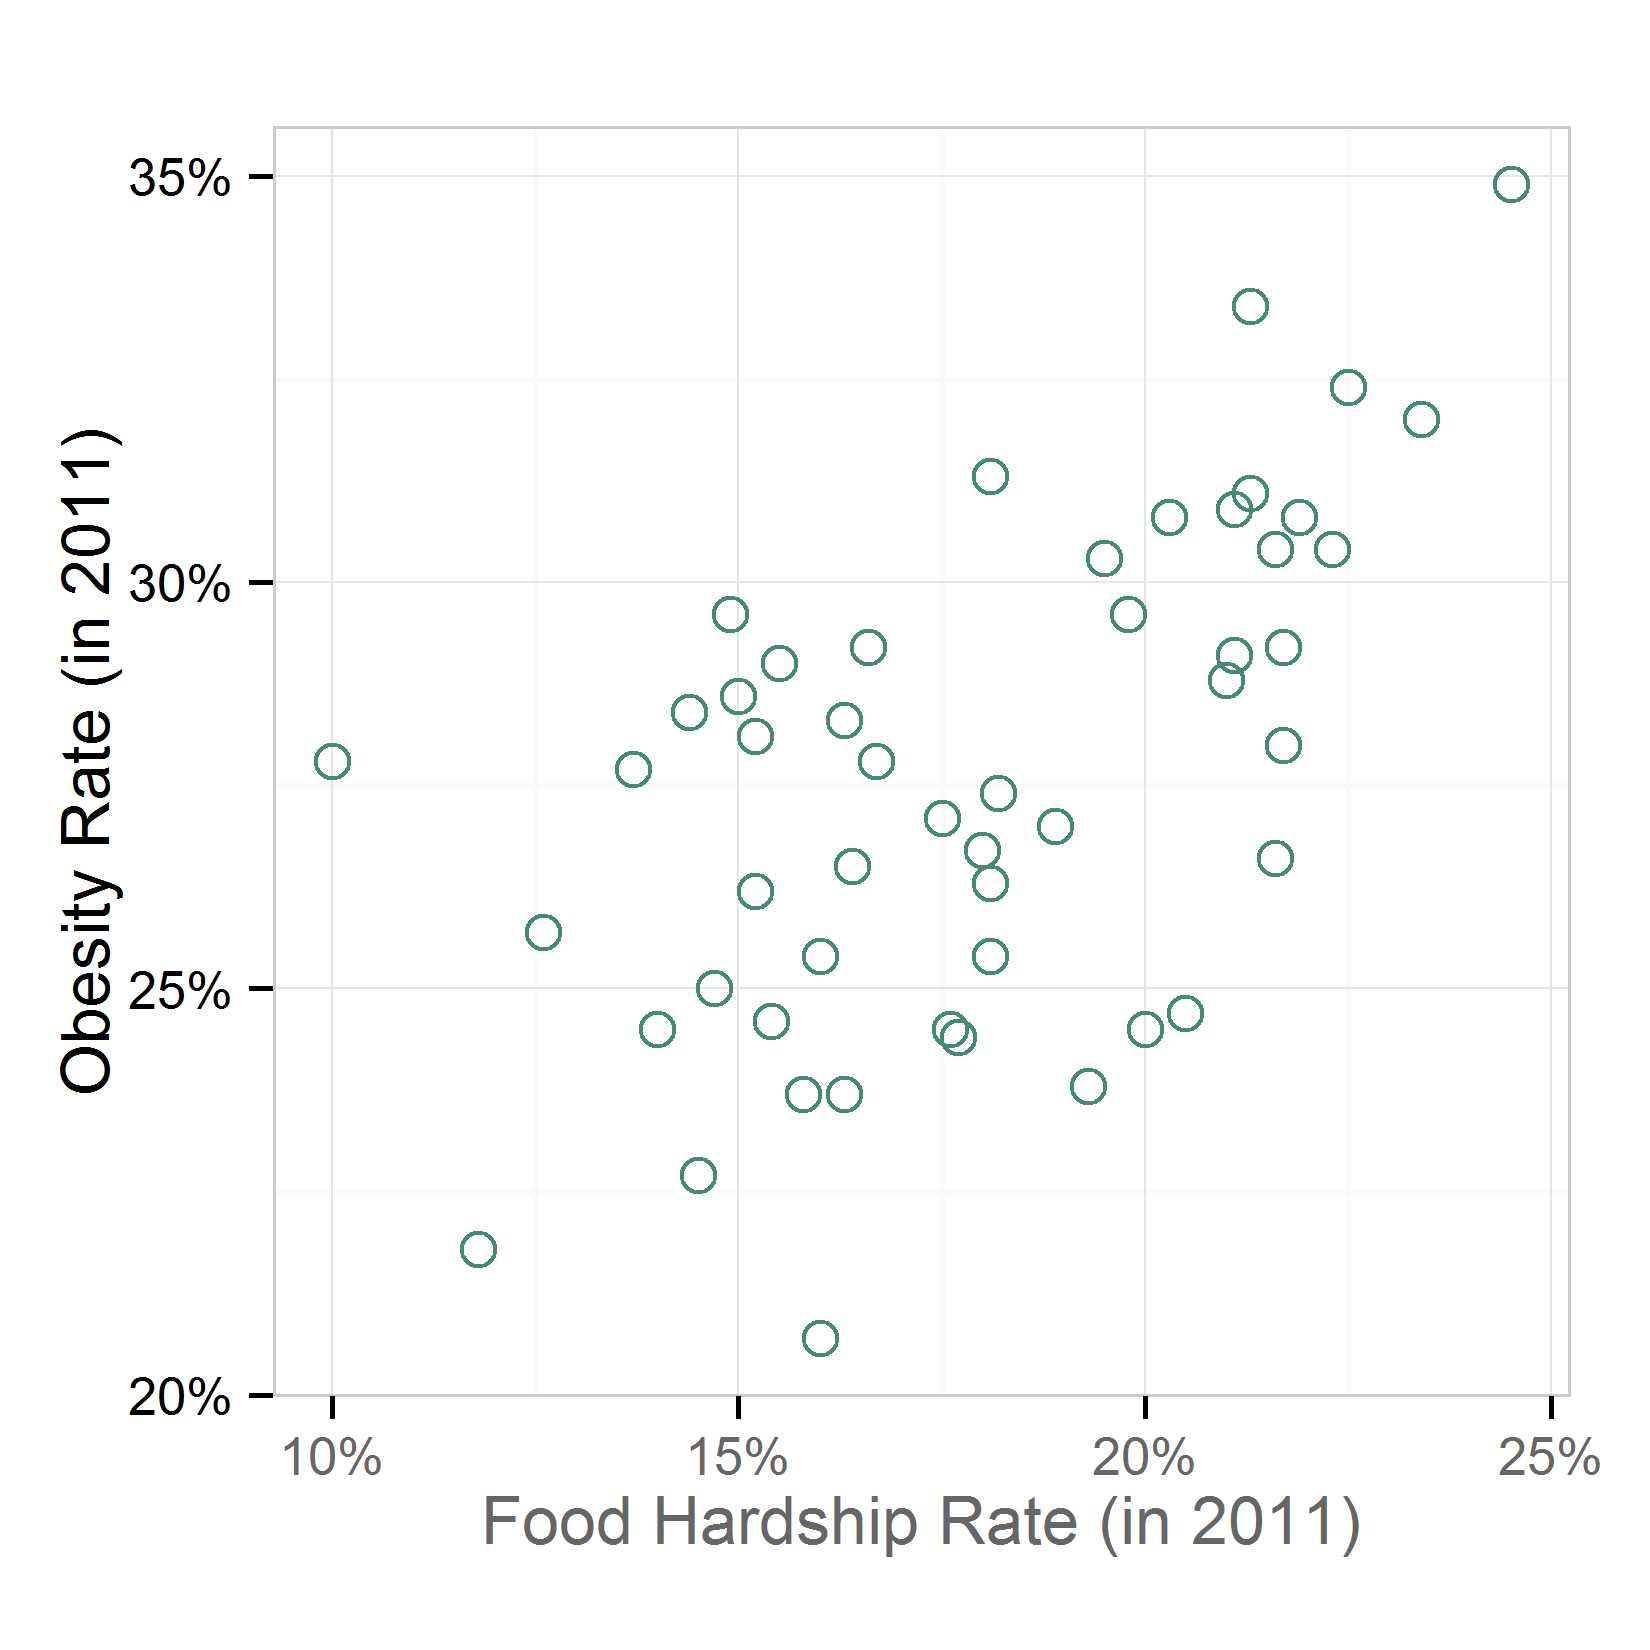 35%
30%
25%
20%
Obesity Rate (in 2011)
10% 15% 20% 25%
Food Hardship Rate (in 2011)